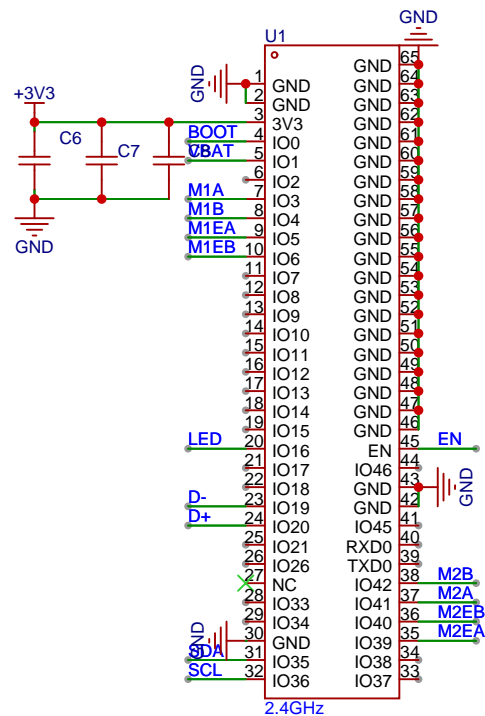 GND
U1
+3V3
C6
C7
C8
GND
GND
BOOT
VBAT
M1A
M1B
M1EA
M1EB
LED
D-
D+
GND
SDA
SCL
1 GND
2 GND
3 3V3
4 IO0
5 IO1
6 IO2
7 IO3
8 IO4
9 IO5
10 IO6
11 IO7
12 IO8
13 IO9
14 IO10
15 IO11
16 IO12
17 IO13
18 IO14
19 IO15
20 IO16
21 IO17
22 IO18
23 IO19
24 IO20
25 IO21
26 IO26
27 NC
28 IO33
29 IO34
30 GND
31 IO35
32 IO36
GND 65
GND 64
GND 63
GND 62
GND 61
GND 60
GND 59
GND 58
GND 57
GND 56
GND 55
GND 54
GND 53
GND 52
GND 51
GND 50
GND 49
GND 48
GND 47
GND 46
EN 45 EN
IO46 44
GND 43
GND 42
GND
IO45 41
RXD0 40
TXD0 39
IO42 38 M2B
IO41 37 M2A
IO40 36 M2EB
IO39 35 M2EA
IO38 34
IO37 33
2.4GHz